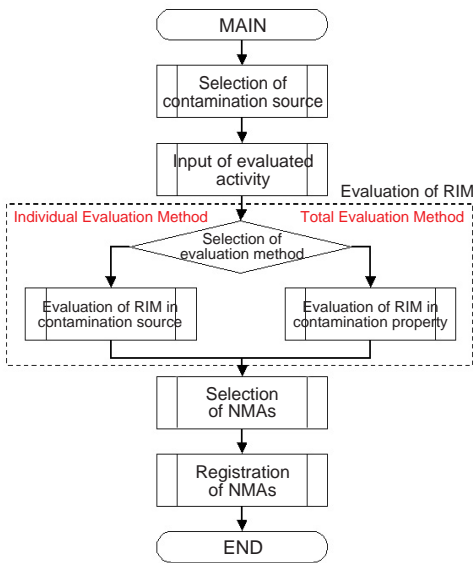 MAIN
Selection of
contamination source
Input of evaluated
activity
Evaluation of RIM
Individual Evaluation Method
Total Evaluation Method
Selection of
evaluation method
Evaluation of RIM in
contamination source
Evaluation of RIM in
contamination property
Selection
of NMAs
Registration
of NMAs
END